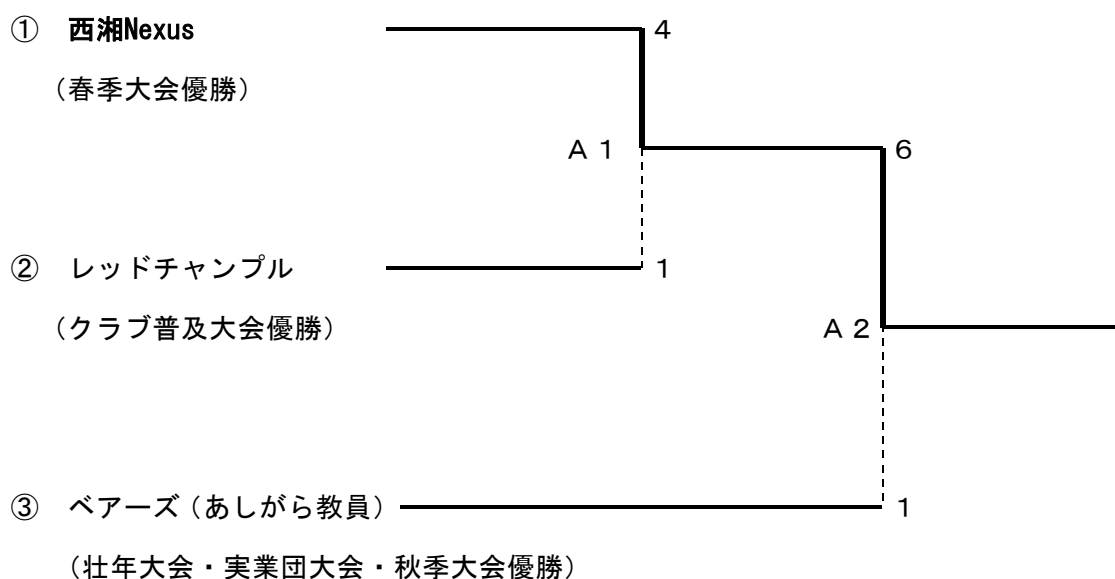 ① 西湘Nexus 4
（春季大会優勝）
A 1 6
② レッドチャンプル 1
（クラブ普及大会優勝）
A 2
③ ベアーズ（あしがら教員） 1
（壮年大会・実業団大会・秋季大会優勝）